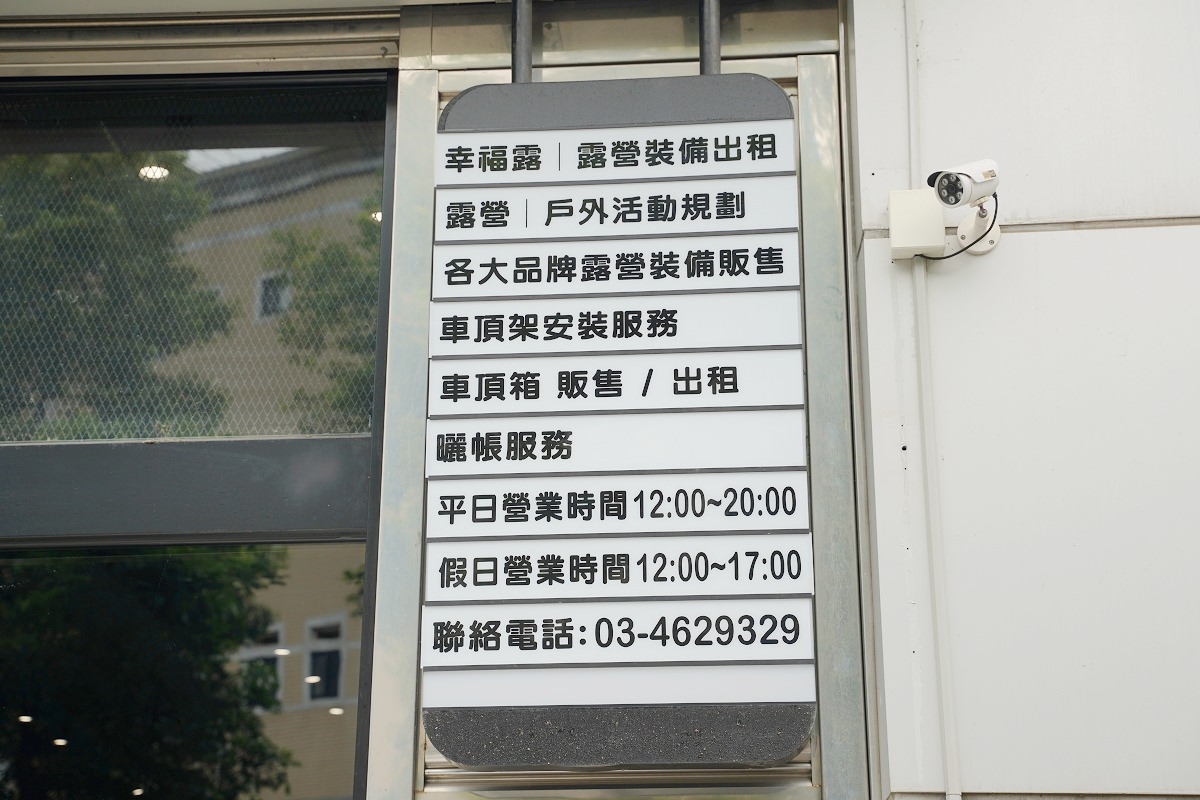 幸福露｜露營裝備出租
露營｜戶外活動規劃
各大品牌露營裝備販售
車頂架安裝服務
車頂箱 販售 / 出租
曬帳服務
平日營業時間12:00~20:00
假日營業時間12:00~17:00
聯絡電話:03-4629329